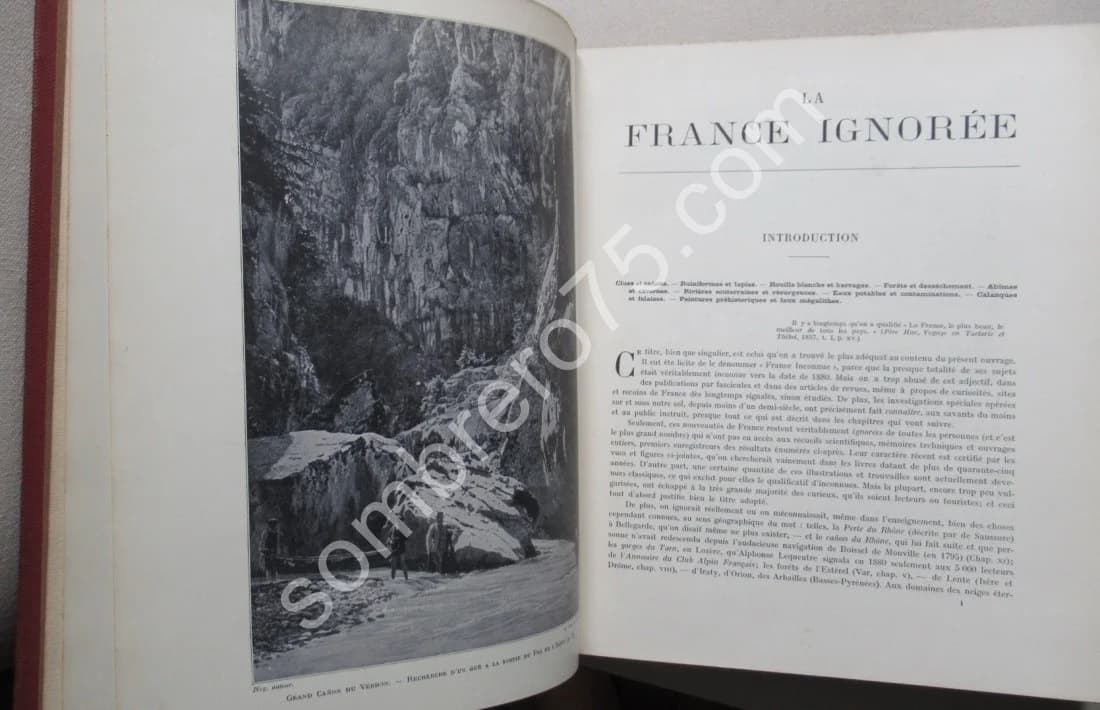 Nég. auteur.
GRAND CAÑON DU VERDON. — RECHERCHE D'UN GUÉ A LA SORTIE DU
LA
FRANCE IGNORÉE
INTRODUCTION
Clues et cañons. — Ruiniformes et lapiez. — Houille blanche et barrages. — Forêts et dessèchement. — Abîmes
et cavernes. — Rivières souterraines et résurgences. — Eaux potables et contaminations. — Calanques
et falaises. — Peintures préhistoriques et faux mégalithes.
Il y a longtemps qu'on a qualifié « La France, le plus beau, le
meilleur de tous les pays. » (Père Huc, Voyage en Tartarie et
Thibet, 1857, t. I, p. XV.)
CE titre, bien que singulier, est celui qu'on a trouvé le plus adéquat au contenu du présent ouvrage.
Il eût été licite de le dénommer « France Inconnue », parce que la presque totalité de ses sujets
était véritablement inconnue vers la date de 1880. Mais on a trop abusé de cet adjectif, dans
des publications par fascicules et dans des articles de revues, même à propos de curiosités, sites
et recoins de France dès longtemps signalés, sinon étudiés. De plus, les investigations spéciales opérées
sur et sous notre sol, depuis moins d'un demi-siècle, ont précisément fait connaître, aux savants du moins
et au public instruit, presque tout ce qui est décrit dans les chapitres qui vont suivre.
Seulement, ces nouveautés de France restent véritablement ignorées de toutes les personnes (et c'est
le plus grand nombre) qui n'ont pas eu accès aux recueils scientifiques, mémoires techniques et ouvrages
entiers, premiers enregistreurs des résultats énumérés ci-après. Leur caractère récent est certifié par les
vues et figures ci-jointes, qu'on chercherait vainement dans les livres datant de plus de quarante-cinq
années. D'autre part, une certaine quantité de ces illustrations et trouvailles sont actuellement deve-
nues classiques, ce qui exclut pour elles le qualificatif d'inconnues. Mais la plupart, encore trop peu vul-
garisées, ont échappé à la très grande majorité des curieux, qu'ils soient lecteurs ou touristes; et ceci
tout d'abord justifie bien le titre adopté.
De plus, on ignorait réellement ou on méconnaissait, même dans l'enseignement, bien des choses
cependant connues, au sens géographique du mot : telles, la Perte du Rhône (décrite par de Saussure)
à Bellegarde, qu'on disait même ne plus exister, — et le cañon du Rhône, qui lui fait suite et que per-
sonne n'avait redescendu depuis l'audacieuse navigation de Boissel de Monville (en 1795) (Chap. XI);
les gorges du Tarn, en Lozère, qu'Alphonse Lequeutre signala en 1880 seulement aux 5 000 lecteurs
de l'Annuaire du Club Alpin Français; les forêts de l'Estérel (Var, chap. V), — de Lente (Isère et
Drôme, chap. VIII), — d'Iraty, d'Orion, des Arbailles (Basses-Pyrénées). Aux domaines des neiges éter-
1
sombrero75.com